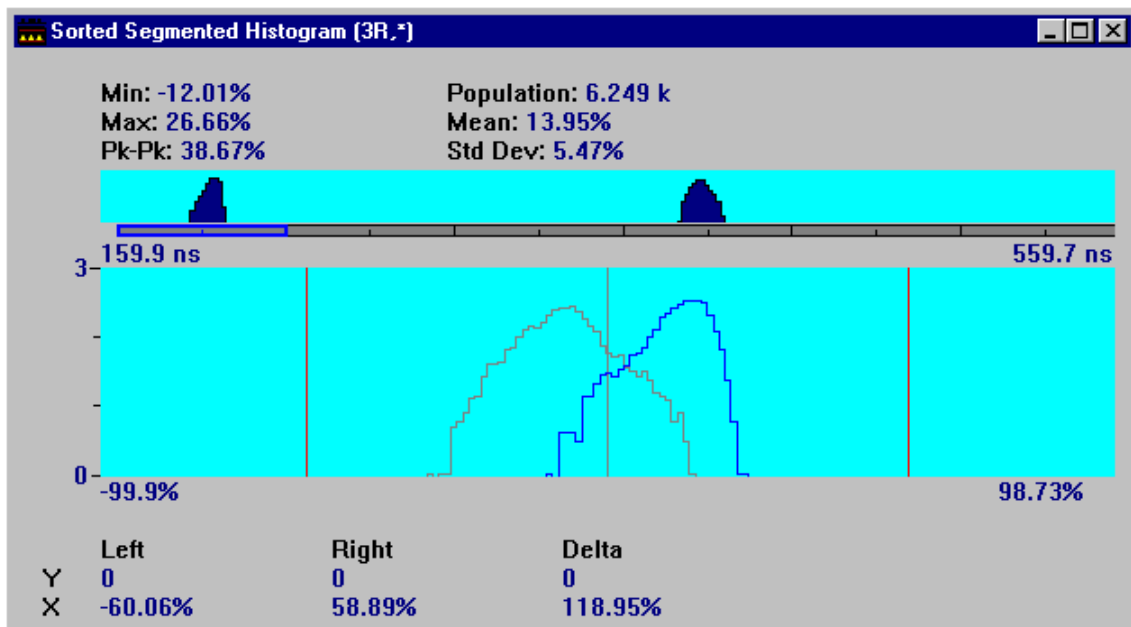 Sorted Segmented Histogram (3R,*)
Min: -12.01% Population: 6.249 k
Max: 26.66% Mean: 13.95%
Pk-Pk: 38.67% Std Dev: 5.47%
159.9 ns 559.7 ns
3
0
-99.9% 98.73%
Left Right Delta
Y 0 0 0
X -60.06% 58.89% 118.95%